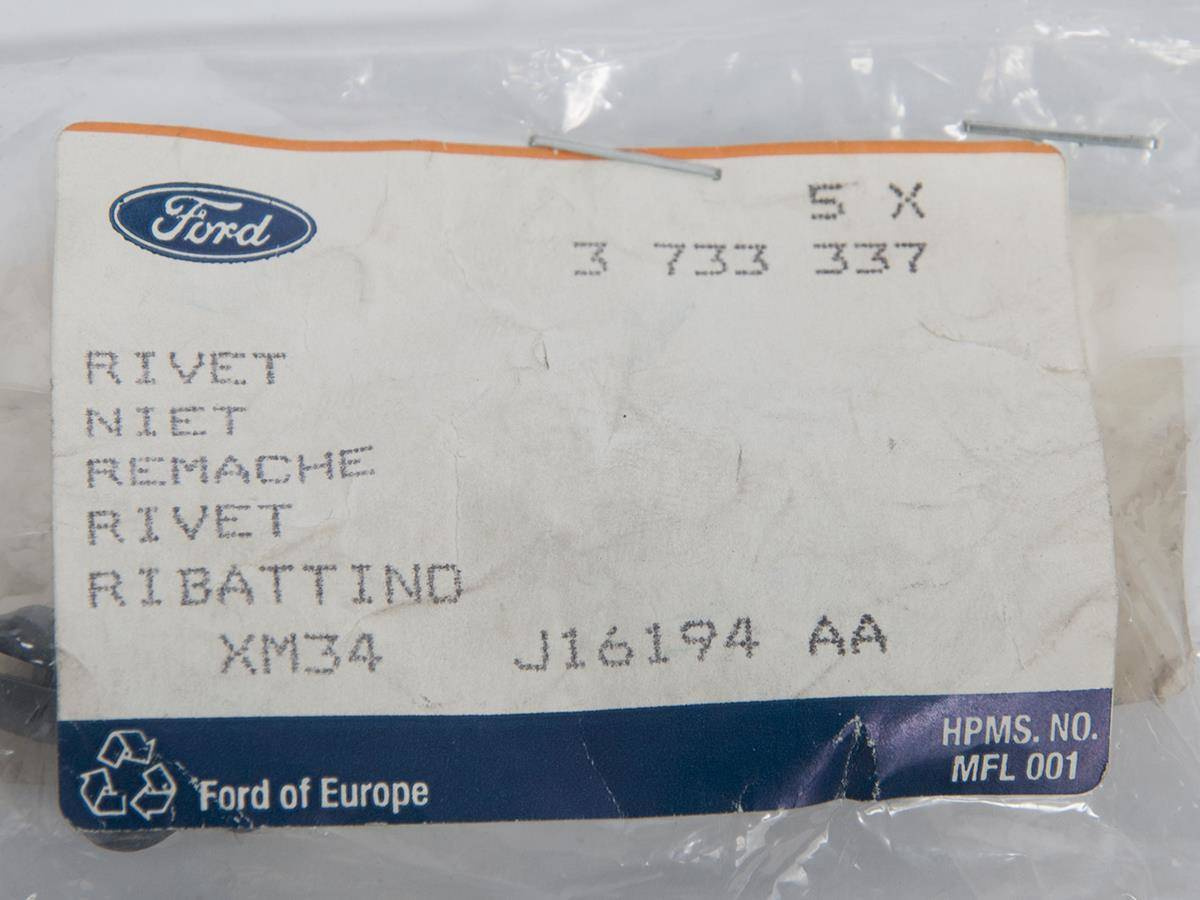 Ford
5 X
3 733 337
RIVET
NIET
REMACHE
RIVET
RIBATTINO
XM34 J16194 AA
HPMS. NO.
MFL 001
Ford of Europe